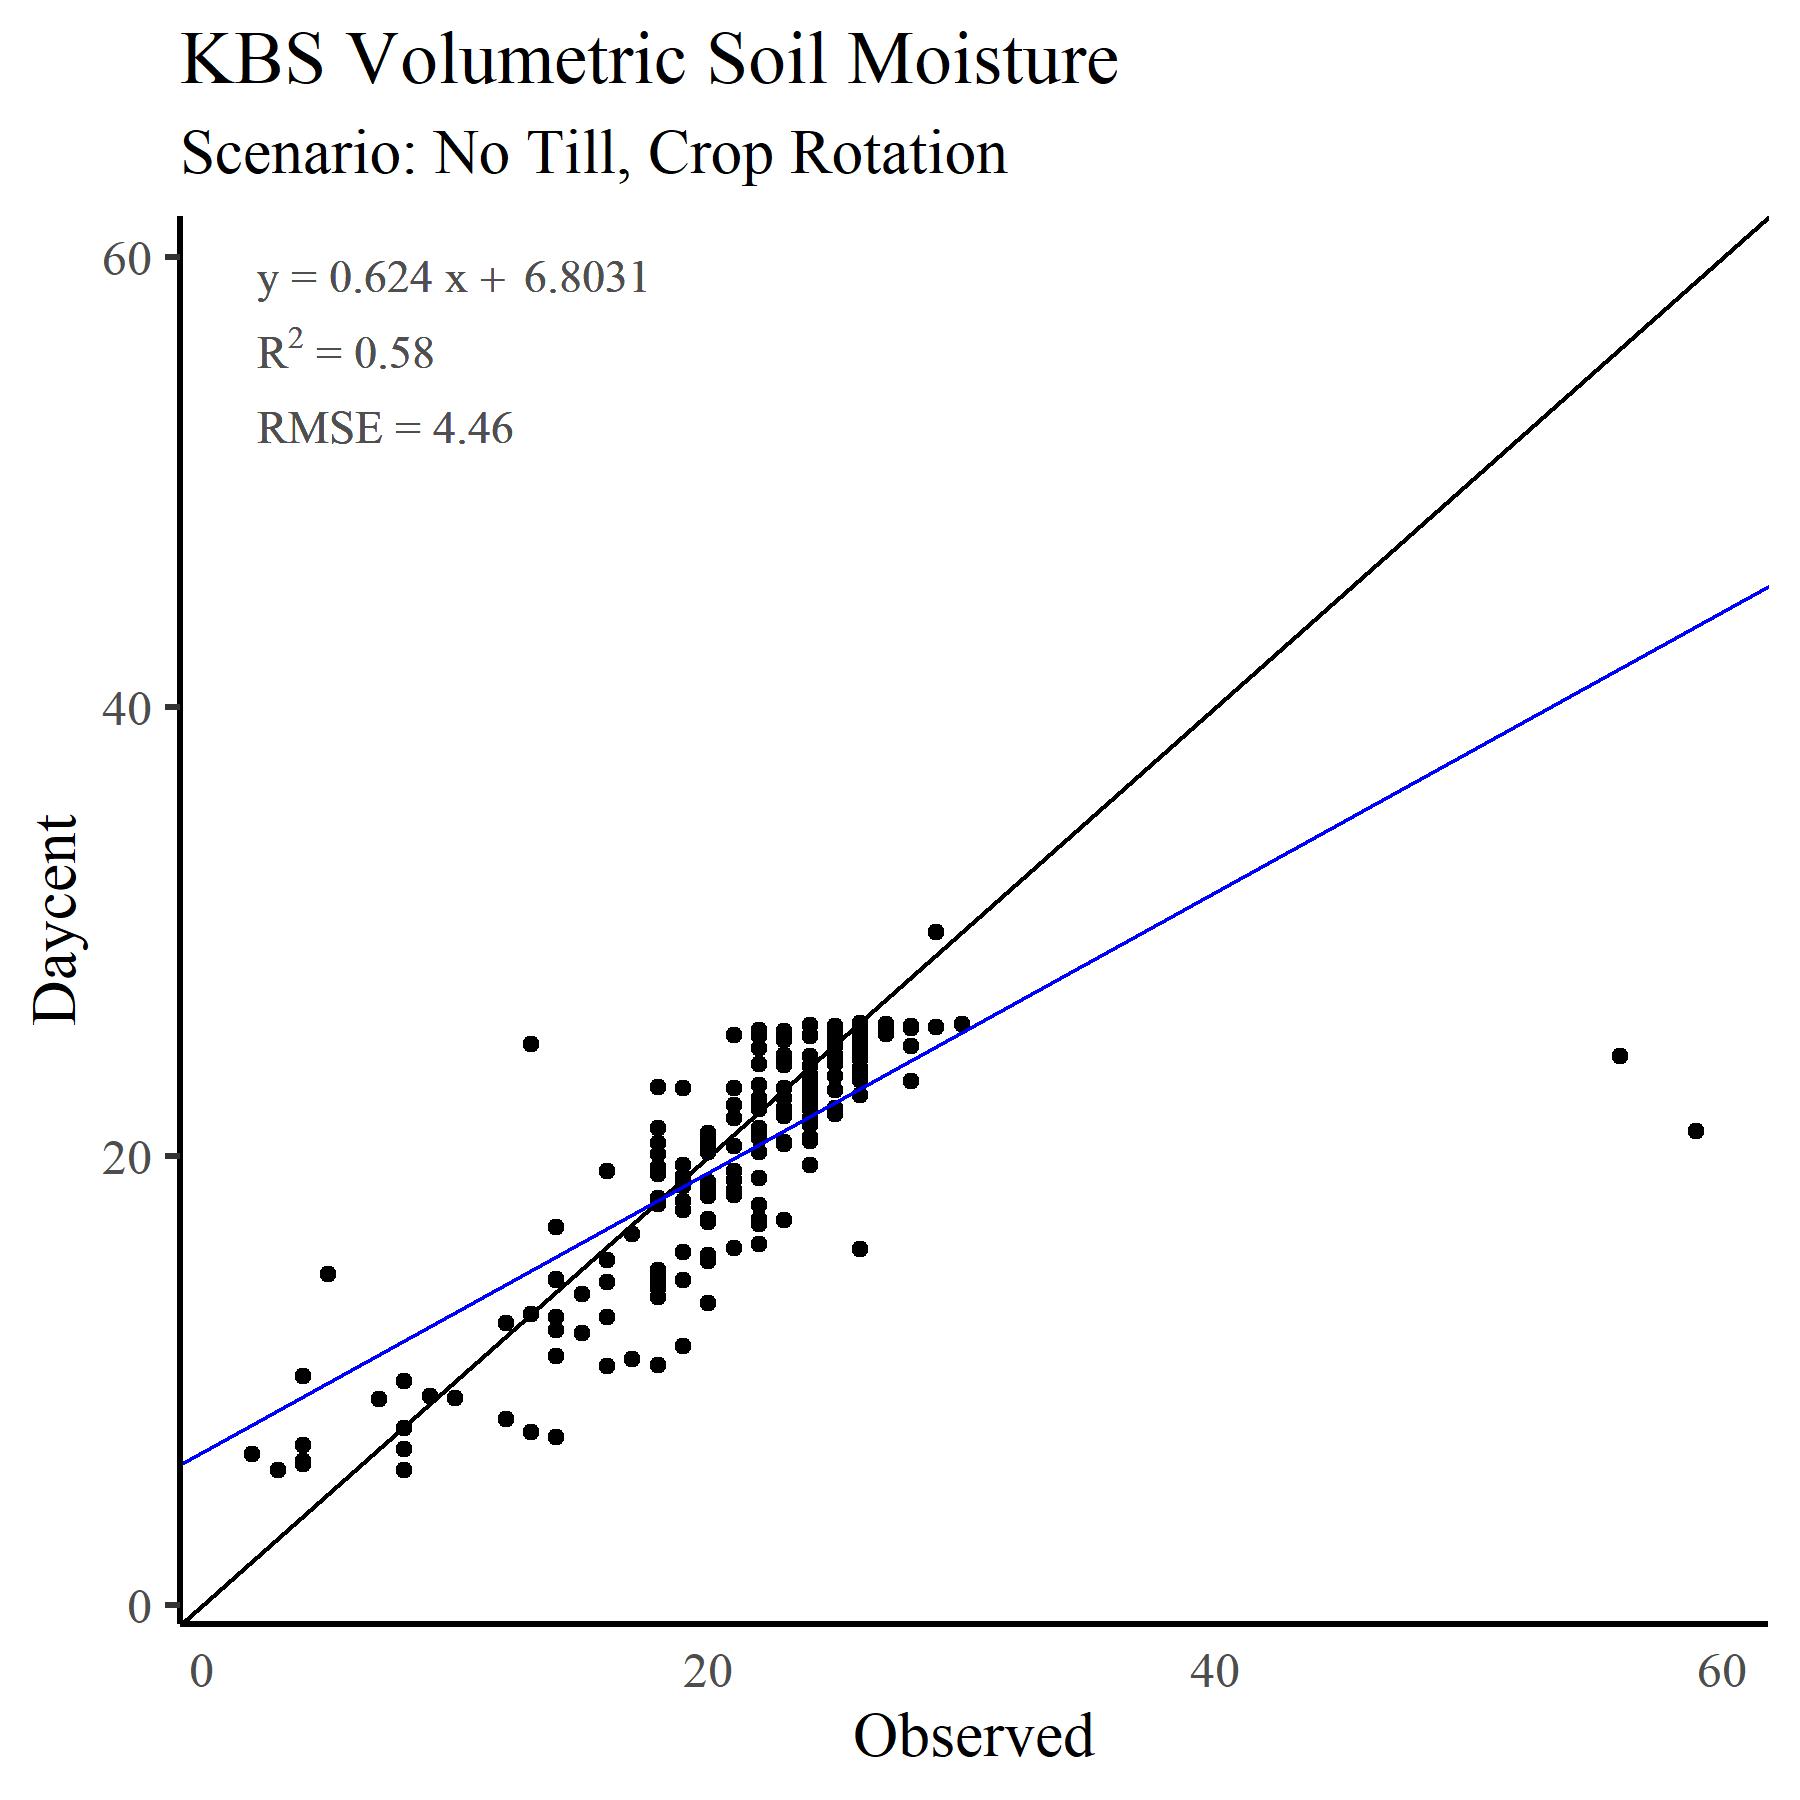 KBS Volumetric Soil Moisture
Scenario: No Till, Crop Rotation
y = 0.624 x + 6.8031
R² = 0.58
RMSE = 4.46
60
40
20
0
Daycent
0 20 40 60
Observed